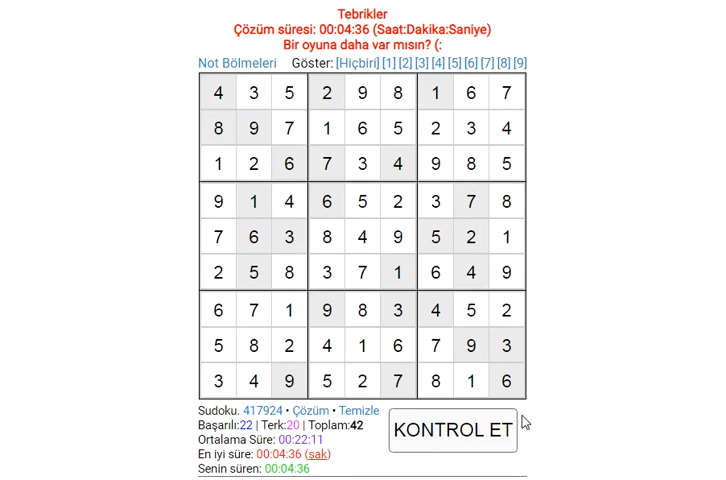 Tebrikler
Çözüm süresi: 00:04:36 (Saat:Dakika:Saniye)
Bir oyuna daha var mısın? (:
Not Bölmeleri Göster: [Hiçbiri] [1] [2] [3] [4] [5] [6] [7] [8] [9]
4 3 5 2 9 8 1 6 7
8 9 7 1 6 5 2 3 4
1 2 6 7 3 4 9 8 5
9 1 4 6 5 2 3 7 8
7 6 3 8 4 9 5 2 1
2 5 8 3 7 1 6 4 9
6 7 1 9 8 3 4 5 2
5 8 2 4 1 6 7 9 3
3 4 9 5 2 7 8 1 6
Sudoku. 417924 • Çözüm • Temizle
Başarılı:22 | Terk:20 | Toplam:42
Ortalama Süre: 00:22:11
En iyi süre: 00:04:36 (sak)
Senin süren: 00:04:36
KONTROL ET